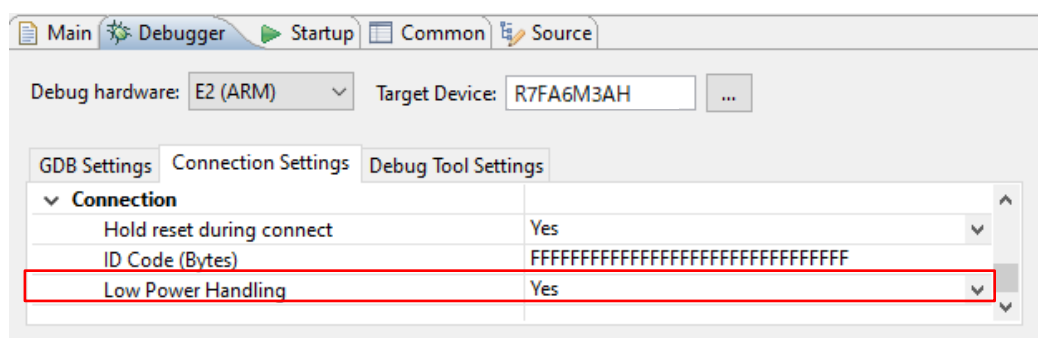 Main Debugger Startup Common Source
Debug hardware: E2 (ARM) Target Device: R7FA6M3AH ...
GDB Settings Connection Settings Debug Tool Settings
Connection
Hold reset during connect Yes
ID Code (Bytes) FFFFFFFFFFFFFFFFFFFFFFFFFFFFFFFF
Low Power Handling Yes